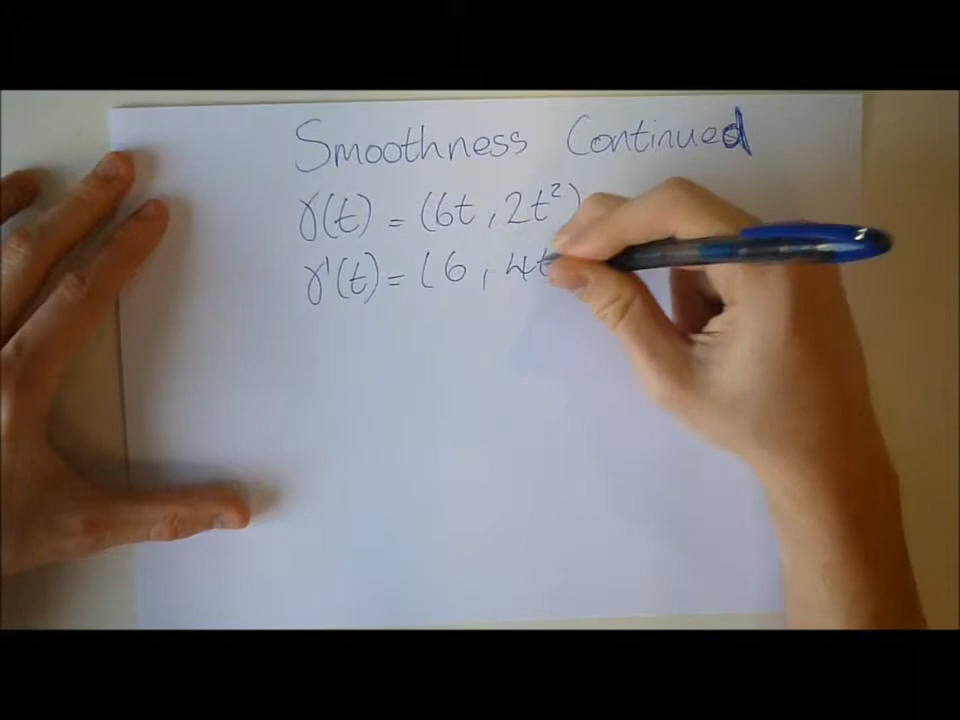 Smoothness Continued
γ(t) = (6t, 2t²)
γ'(t) = (6, 4t